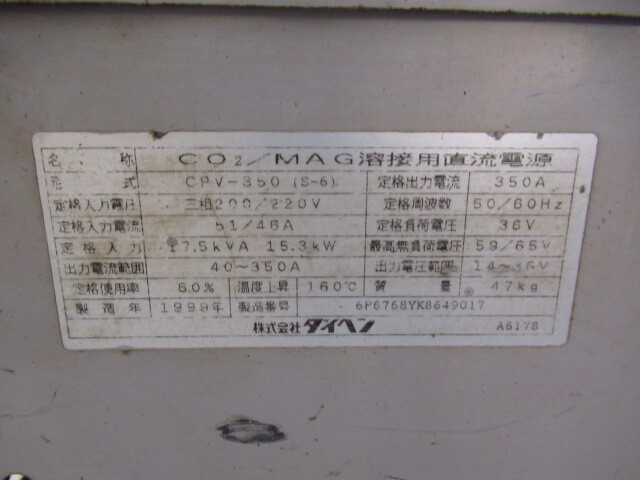 名称 CO₂/MAG溶接用直流電源
形式 CPV-350 (S-6) 定格出力電流 350A
定格入力電圧 三相200/220V 定格周波数 50/60Hz
定格入力電流 51/46A 定格負荷電圧 36V
定格入力 17.5kVA 15.3kW 最高無負荷電圧 59/65V
出力電流範囲 40~350A 出力電圧範囲 14~36V
定格使用率 60% 温度上昇 160℃ 質量 47kg
製造年 1999年 製造番号 6P6768YK8649017
株式会社 ダイヘン A6178